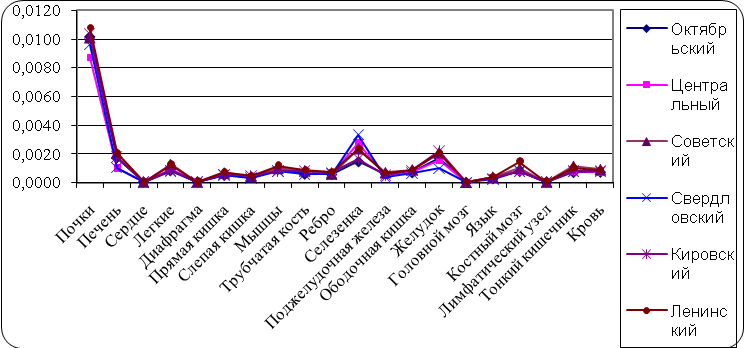 0,0120
0,0100
0,0080
0,0060
0,0040
0,0020
0,0000
Почки
Печень
Сердце
Легкие
Диафрагма
Прямая кишка
Слепая кишка
Мышцы
Трубчатая кость
Ребро
Селезенка
Поджелудочная железа
Ободочная кишка
Желудок
Головной мозг
Язык
Костный мозг
Лимфатический узел
Тонкий кишечник
Кровь
Октябр
ьский
Центра
льный
Советск
ий
Свердл
овский
Кировск
ий
Ленинс
кий